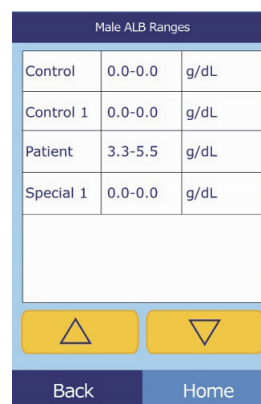 Male ALB Ranges
Control 0.0-0.0 g/dL
Control 1 0.0-0.0 g/dL
Patient 3.3-5.5 g/dL
Special 1 0.0-0.0 g/dL
Back Home